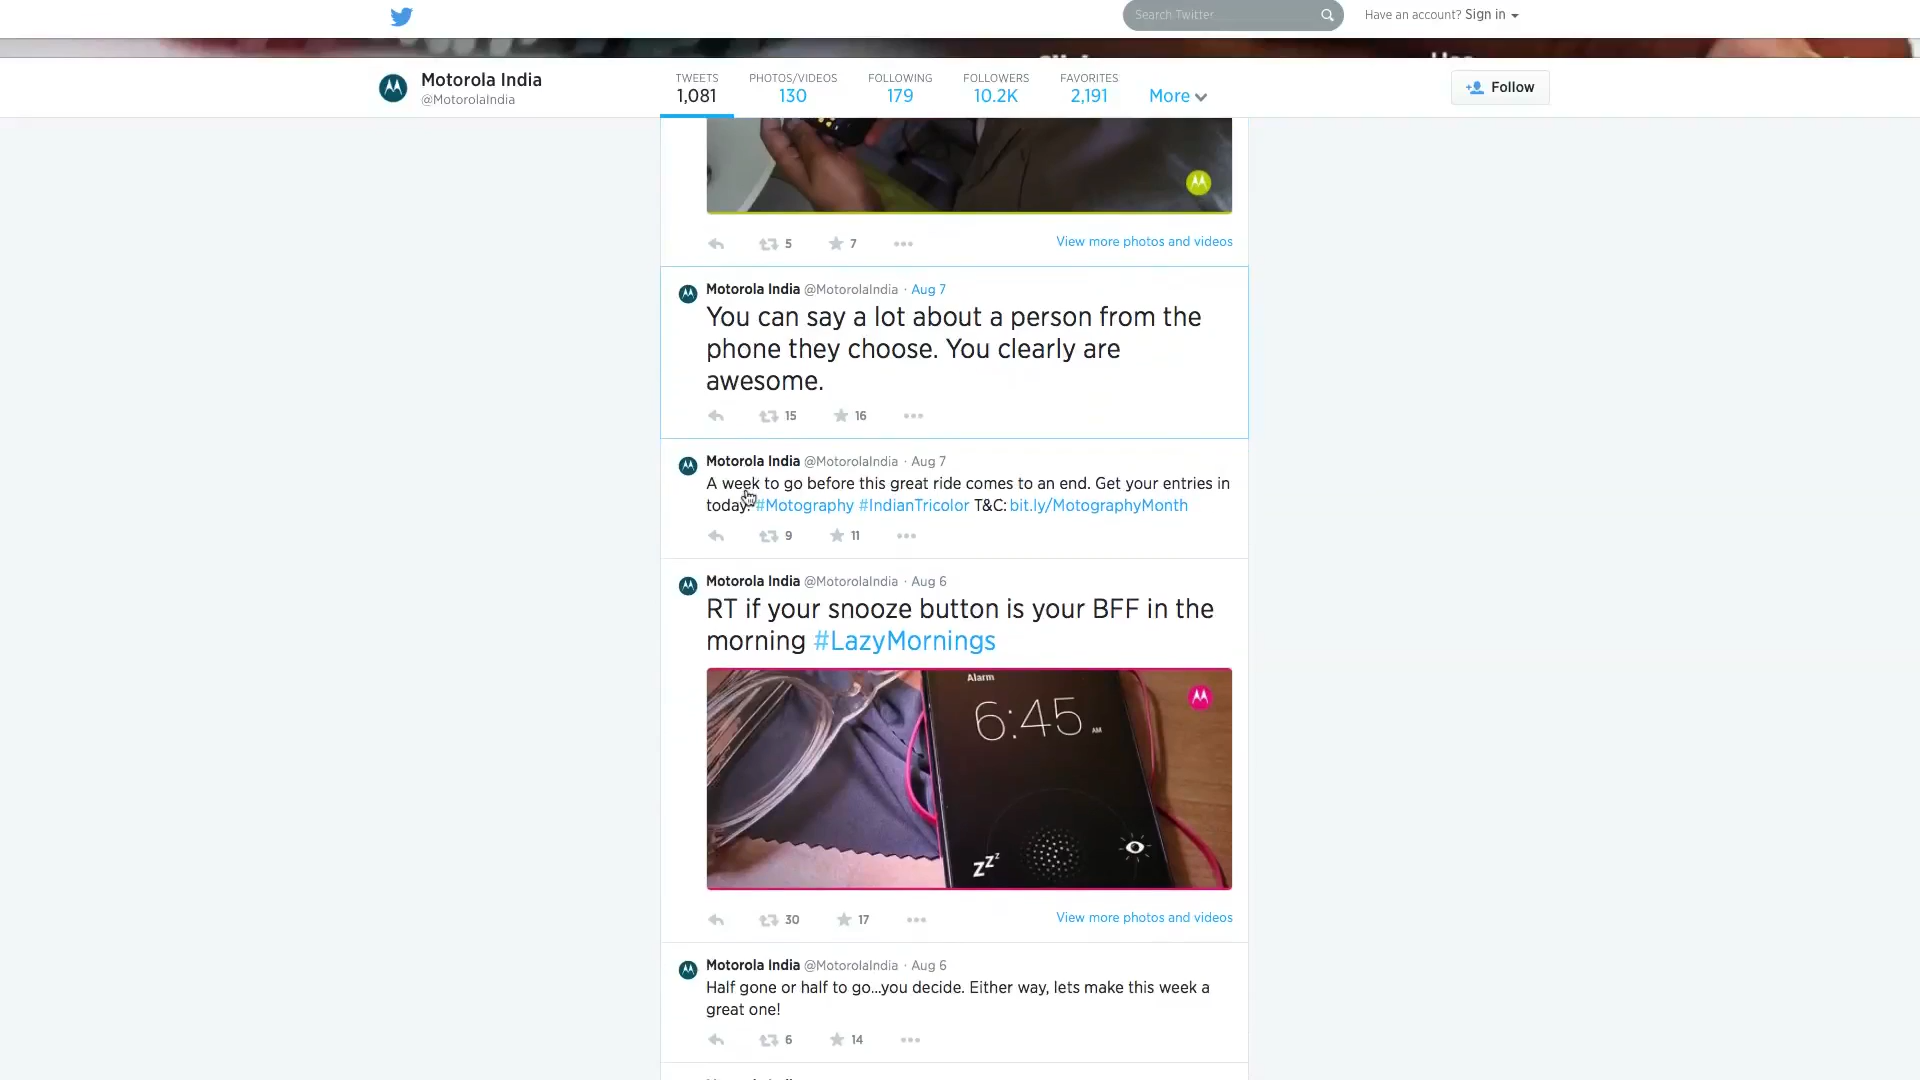 Search Twitter
Have an account? Sign in
Motorola India
@MotorolaIndia
TWEETS
1,081
PHOTOS/VIDEOS
130
FOLLOWING
179
FOLLOWERS
10.2K
FAVORITES
2,191
More
Follow
5
7
View more photos and videos
Motorola India @MotorolaIndia · Aug 7
You can say a lot about a person from the
phone they choose. You clearly are
awesome.
15
16
Motorola India @MotorolaIndia · Aug 7
A week to go before this great ride comes to an end. Get your entries in
today. #Motography #IndianTricolor T&C: bit.ly/MotographyMonth
9
11
Motorola India @MotorolaIndia · Aug 6
RT if your snooze button is your BFF in the
morning #LazyMornings
Alarm
6:45 AM
zzz
30
17
View more photos and videos
Motorola India @MotorolaIndia · Aug 6
Half gone or half to go...you decide. Either way, lets make this week a
great one!
6
14